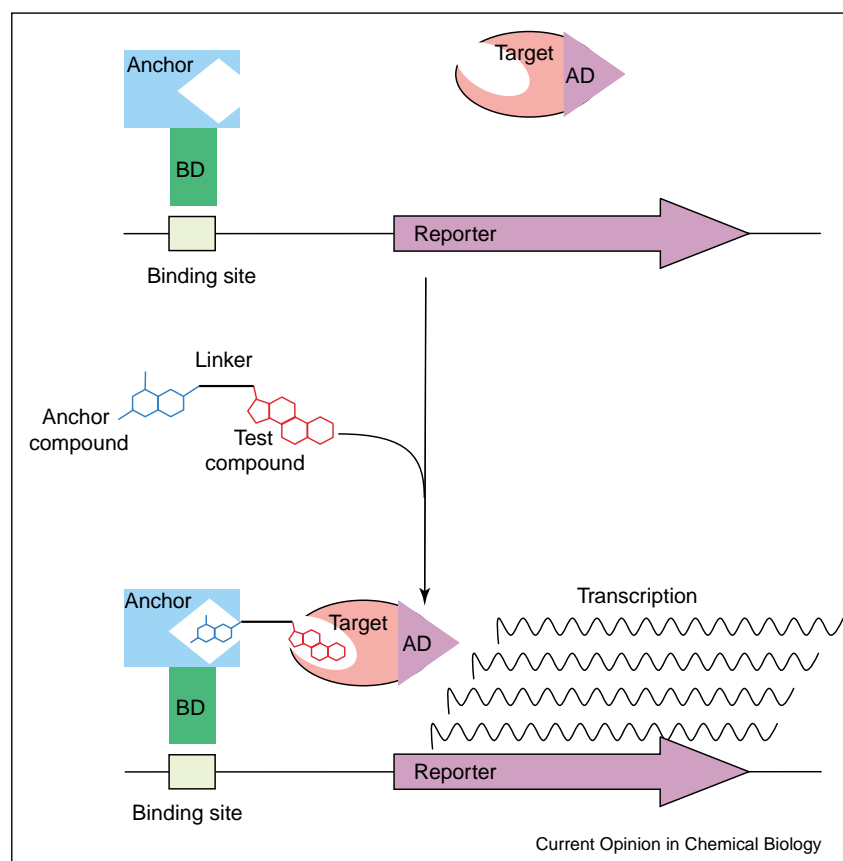 Anchor
Target
AD
BD
Reporter
Binding site
Linker
Anchor
compound
Test
compound
Anchor
Target
AD
Transcription
BD
Reporter
Binding site
Current Opinion in Chemical Biology